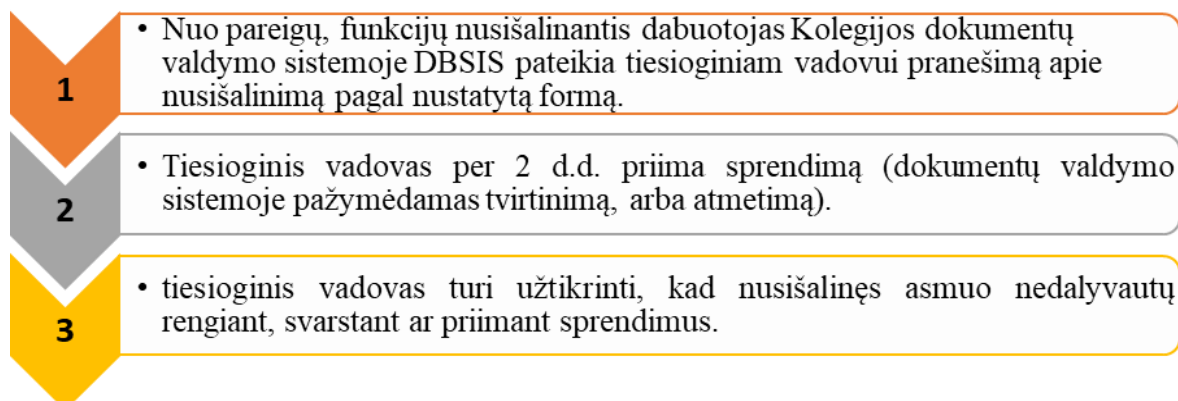 1
• Nuo pareigų, funkcijų nusišalinantis dabuotojas Kolegijos dokumentų
valdymo sistemoje DBSIS pateikia tiesioginiam vadovui pranešimą apie
nusišalinimą pagal nustatytą formą.
2
• Tiesioginis vadovas per 2 d.d. priima sprendimą (dokumentų valdymo
sistemoje pažymėdamas tvirtinimą, arba atmetimą).
3
• tiesioginis vadovas turi užtikrinti, kad nusišalinęs asmuo nedalyvautų
rengiant, svarstant ar priimant sprendimus.